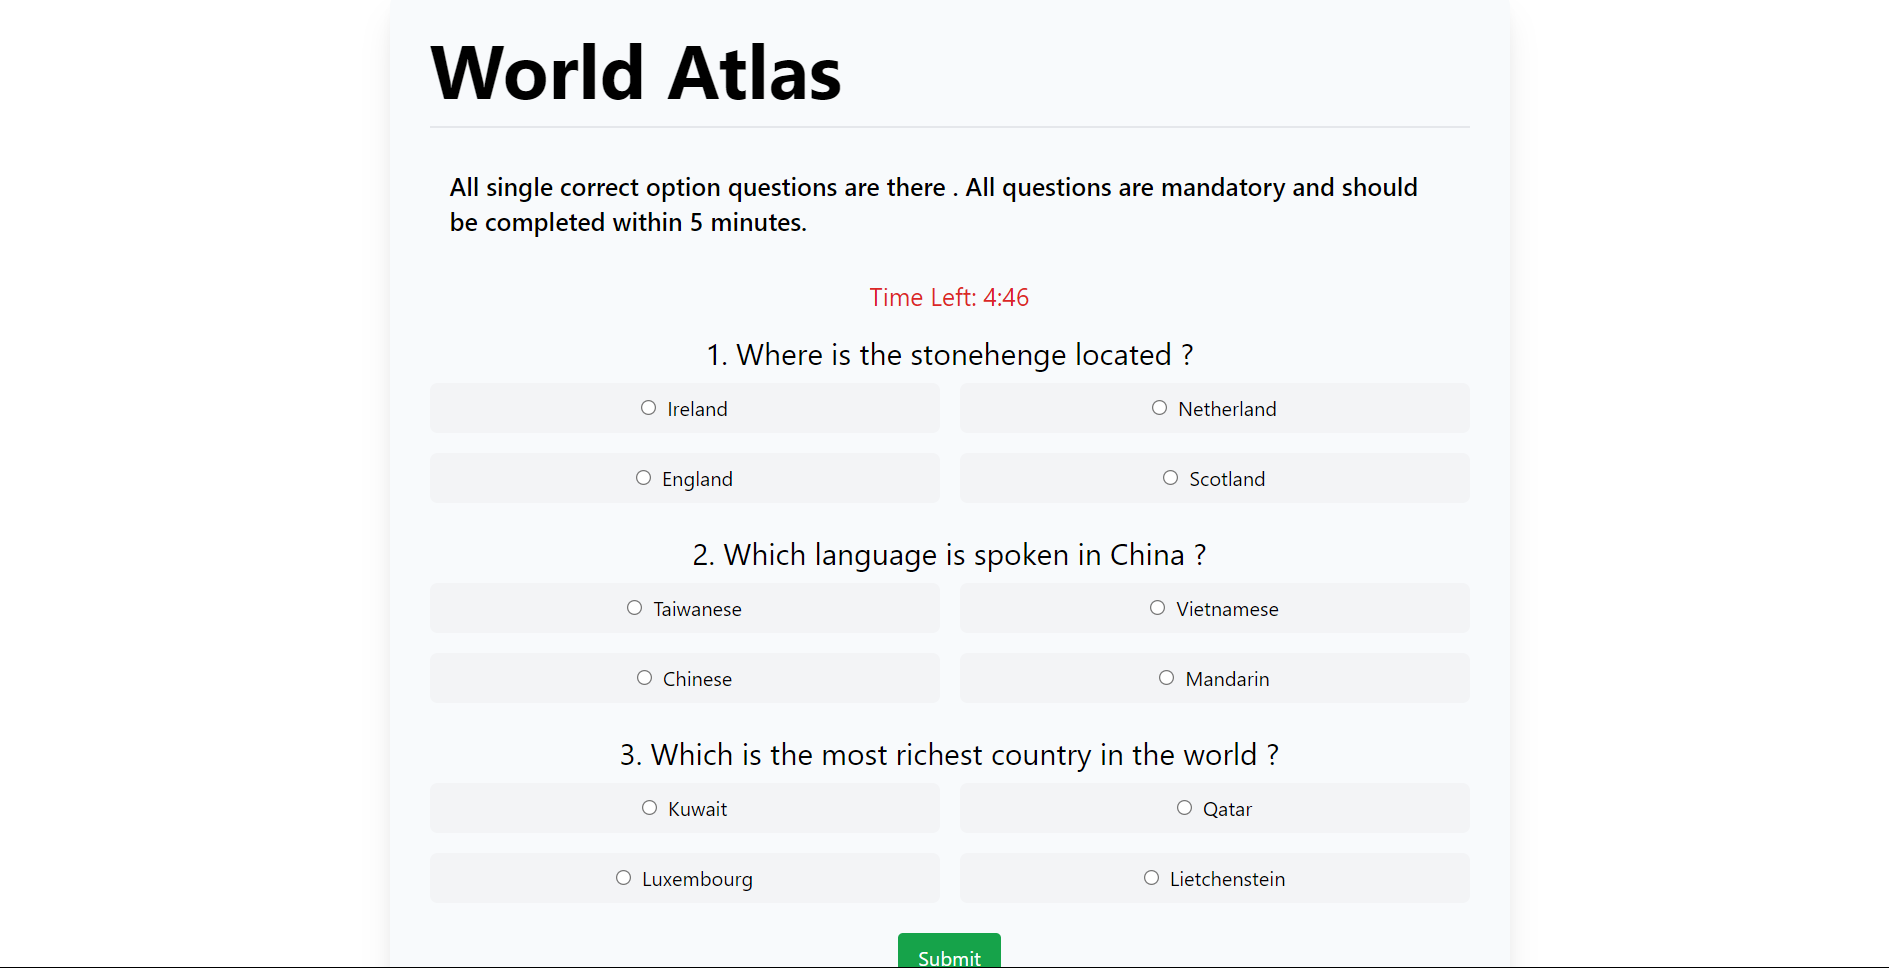 World Atlas
All single correct option questions are there . All questions are mandatory and should
be completed within 5 minutes.
Time Left: 4:46
1. Where is the stonehenge located ?
Ireland
Netherland
England
Scotland
2. Which language is spoken in China ?
Taiwanese
Vietnamese
Chinese
Mandarin
3. Which is the most richest country in the world ?
Kuwait
Qatar
Luxembourg
Lietchenstein
Submit